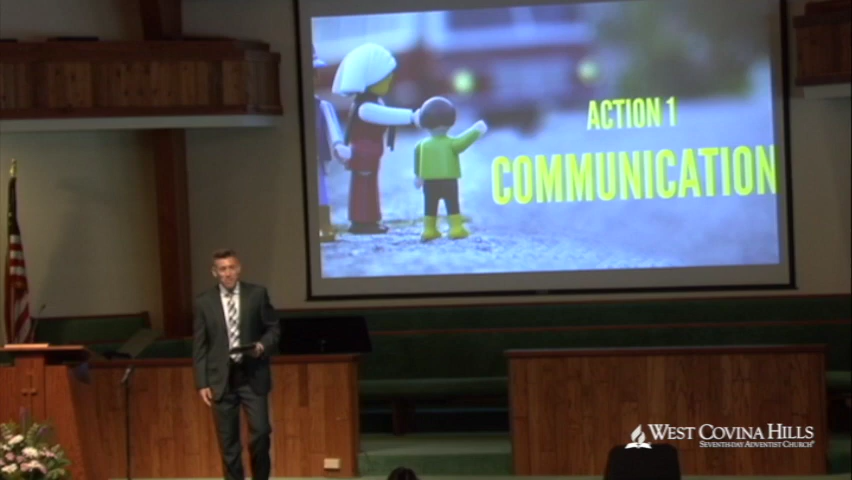 ACTION 1
COMMUNICATION
WEST COVINA HILLS
SEVENTH-DAY ADVENTIST CHURCH